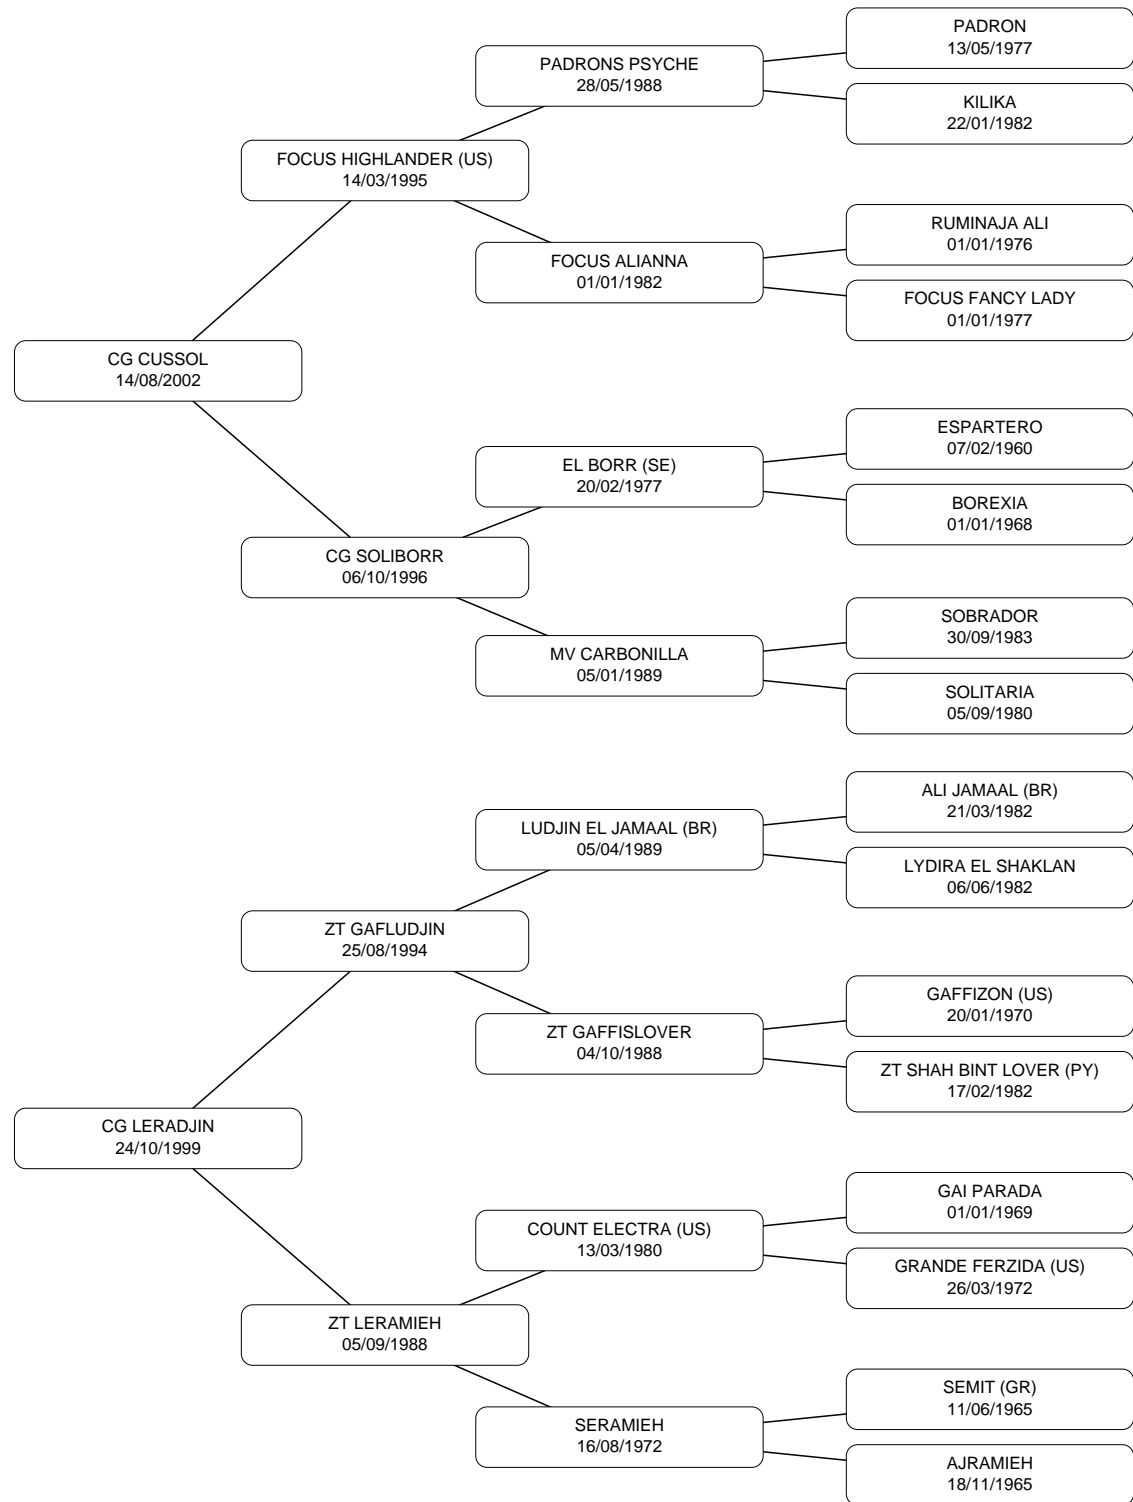 PADRON
13/05/1977
PADRONS PSYCHE
28/05/1988
KILIKA
22/01/1982
FOCUS HIGHLANDER (US)
14/03/1995
RUMINAJA ALI
01/01/1976
FOCUS ALIANNA
01/01/1982
FOCUS FANCY LADY
01/01/1977
CG CUSSOL
14/08/2002
ESPARTERO
07/02/1960
EL BORR (SE)
20/02/1977
BOREXIA
01/01/1968
CG SOLIBORR
06/10/1996
SOBRADOR
30/09/1983
MV CARBONILLA
05/01/1989
SOLITARIA
05/09/1980
ALI JAMAAL (BR)
21/03/1982
LUDJIN EL JAMAAL (BR)
05/04/1989
LYDIRA EL SHAKLAN
06/06/1982
ZT GAFLUDJIN
25/08/1994
GAFFIZON (US)
20/01/1970
ZT GAFFISLOVER
04/10/1988
ZT SHAH BINT LOVER (PY)
17/02/1982
CG LERADJIN
24/10/1999
GAI PARADA
01/01/1969
COUNT ELECTRA (US)
13/03/1980
GRANDE FERZIDA (US)
26/03/1972
ZT LERAMIEH
05/09/1988
SEMIT (GR)
11/06/1965
SERAMIEH
16/08/1972
AJRAMIEH
18/11/1965